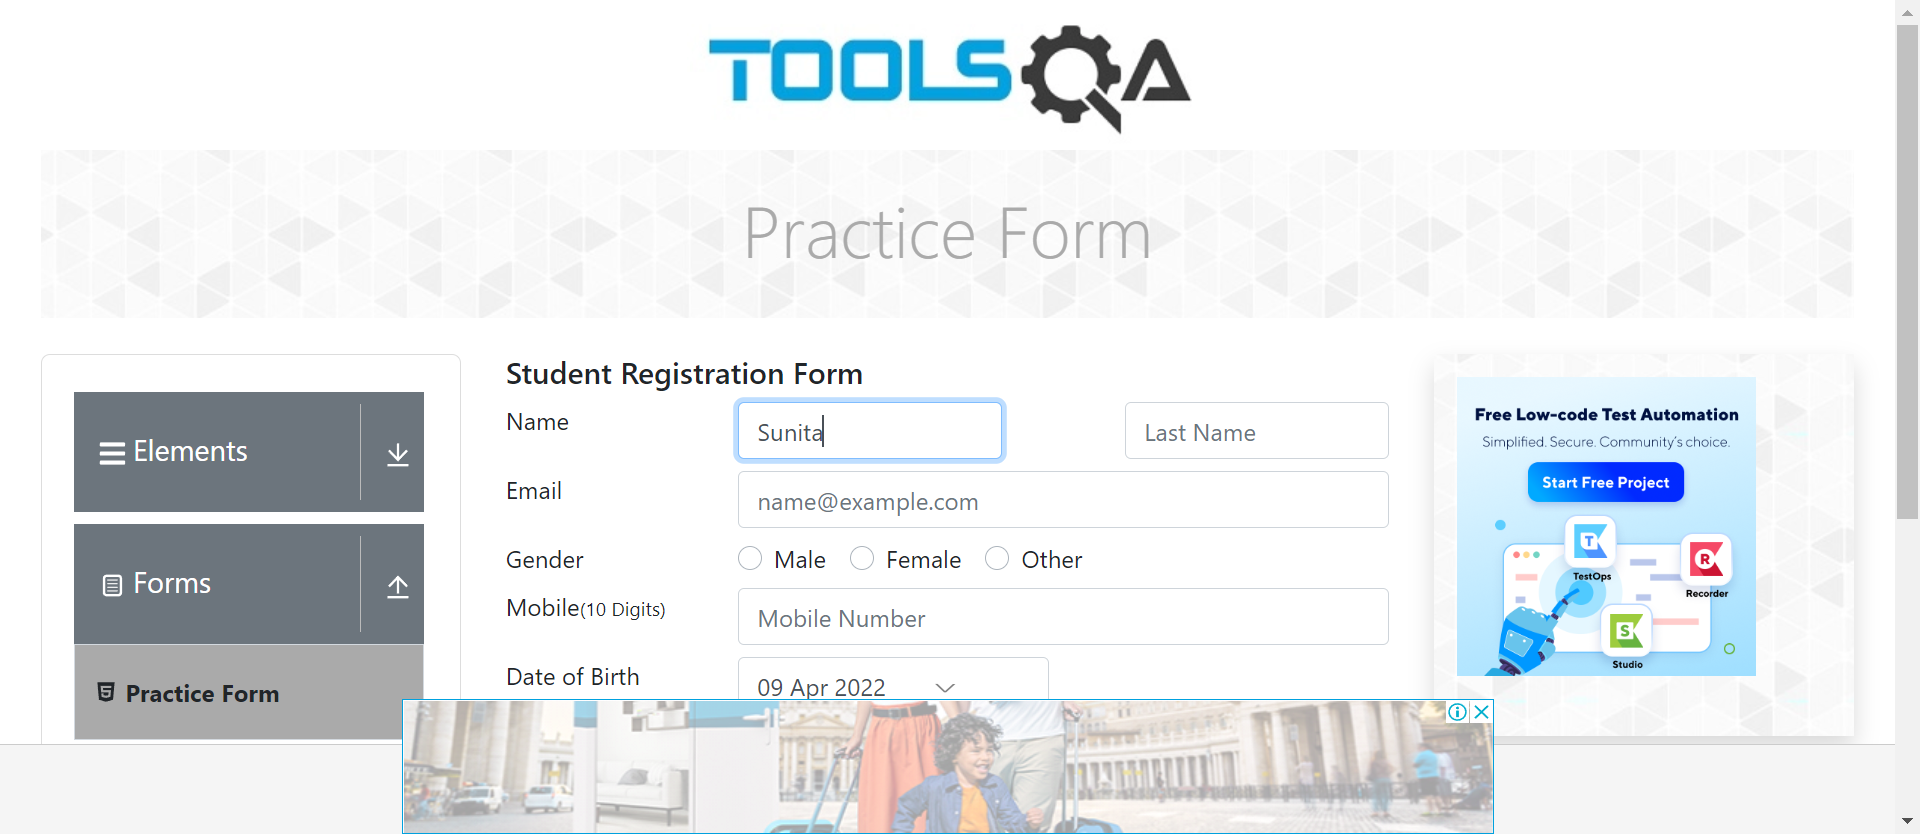 TOOLSQA
Practice Form
Elements
Forms
Practice Form
Student Registration Form
Name
Sunita
Last Name
Email
name@example.com
Gender
Male
Female
Other
Mobile(10 Digits)
Mobile Number
Date of Birth
09 Apr 2022
Free Low-code Test Automation
Simplified. Secure. Community's choice.
Start Free Project
T
TestOps
R
Recorder
S
Studio